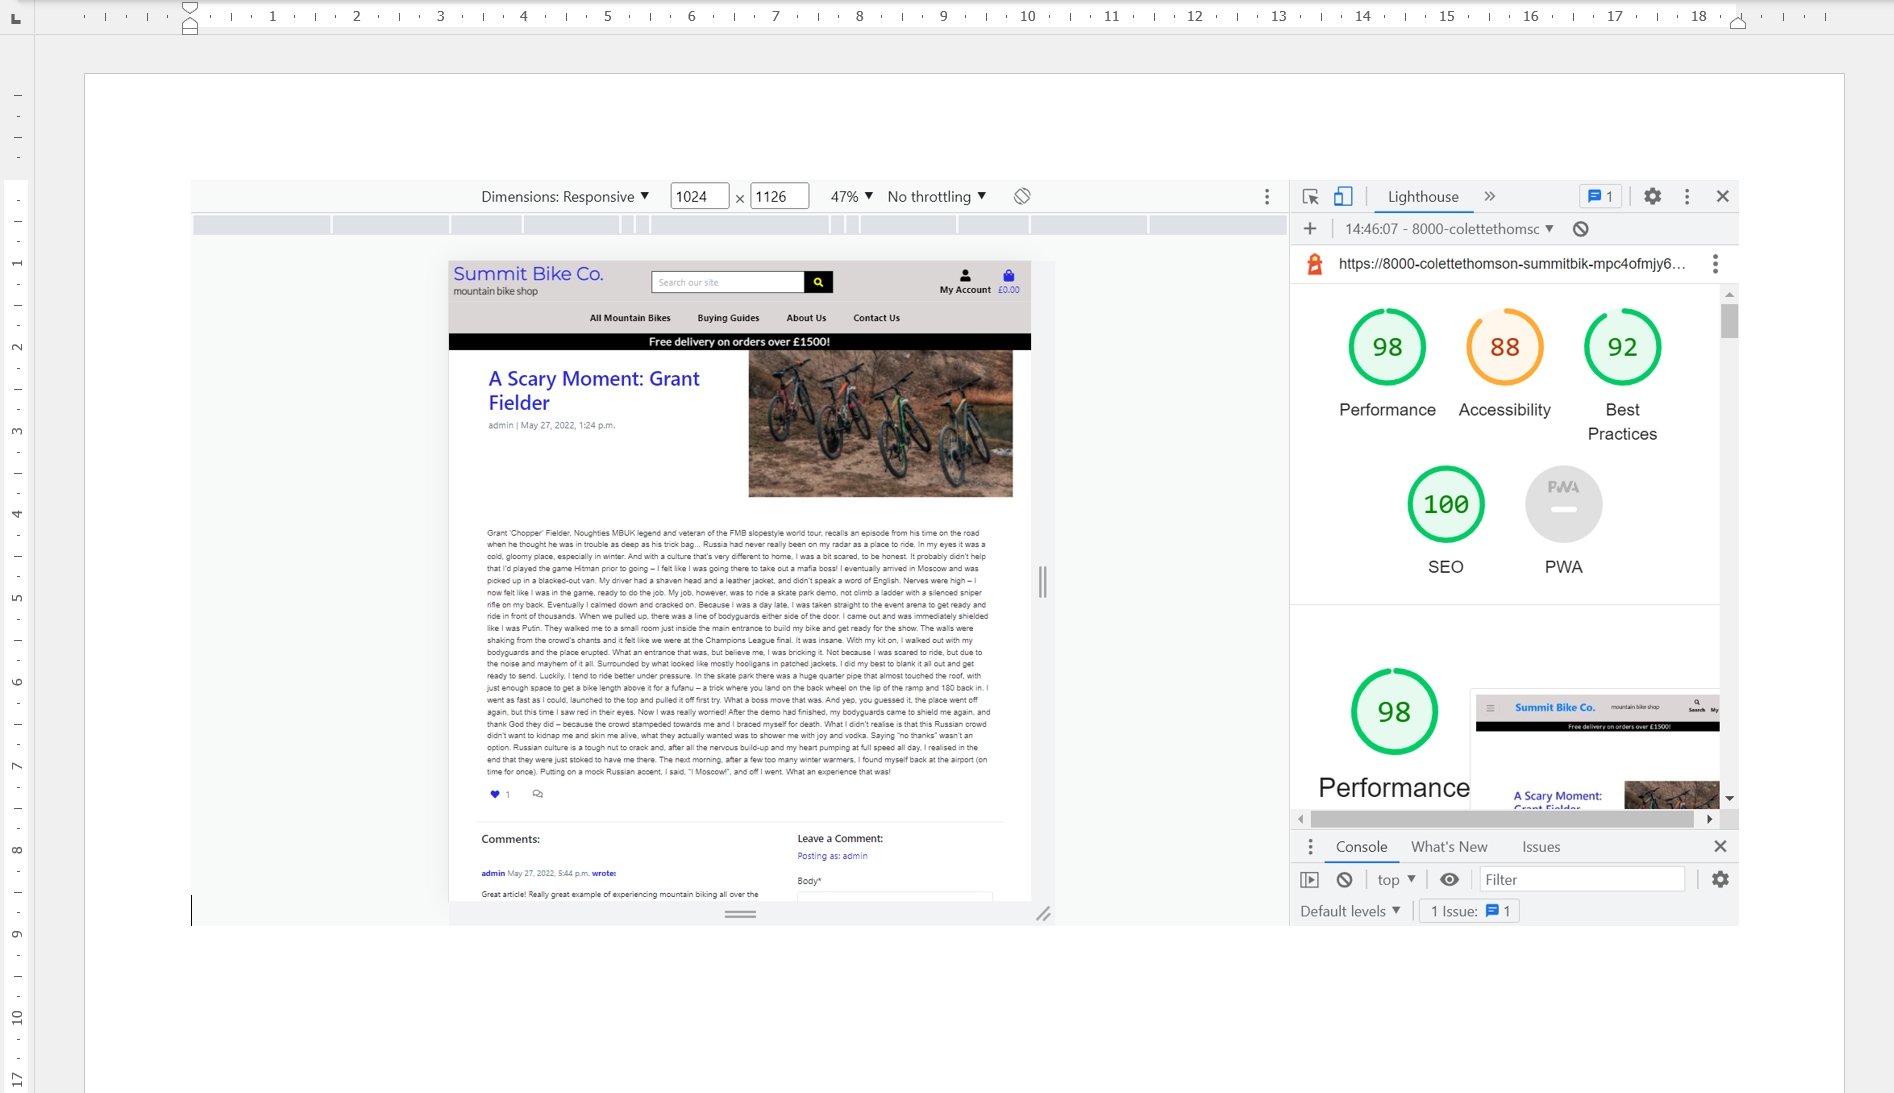 1 2 3 4 5 6 7 8 9 10 11 12 13 14 15 16 17 18
Dimensions: Responsive 1024 × 1126 47% No throttling
Summit Bike Co.
mountain bike shop
Search our site
My Account £0.00
All Mountain Bikes Buying Guides About Us Contact Us
Free delivery on orders over £1500!
A Scary Moment: Grant
Fielder
admin | May 27, 2022, 1:24 p.m.
Grant 'Chopper' Fielder, Noughties MBUK legend and veteran of the FMB slopestyle world tour, recalls an episode from his time on the road
when he thought he was in trouble as deep as his trick bag... Russia had never really been on my radar as a place to ride. In my eyes it was a
cold, gloomy place, especially in winter. And with a culture that's very different to home, I was a bit scared, to be honest. It probably didn't help
that I'd played the game Hitman prior to going – I felt like I was going there to take out a mafia boss! I eventually arrived in Moscow and was
picked up in a blacked-out van. My driver had a shaven head and a leather jacket, and didn't speak a word of English. Nerves were high – I
now felt like I was in the game, ready to do the job. My job, however, was to ride a skate park demo, not climb a ladder with a silenced sniper
rifle on my back. Eventually I calmed down and cracked on. Because I was a day late, I was taken straight to the event arena to get ready and
ride in front of thousands. When we pulled up, there was a line of bodyguards either side of the door. I came out and was immediately shielded
like I was Putin. They walked me to a small room just inside the main entrance to build my bike and get ready for the show. The walls were
shaking from the crowd's chants and it felt like we were at the Champions League final. It was insane. With my kit on, I walked out with my
bodyguards and the place erupted. What an entrance that was, but believe me, I was bricking it. Not because I was scared to ride, but due to
the noise and mayhem of it all. Surrounded by what looked like mostly hooligans in patched jackets, I did my best to blank it all out and get
ready to send. Luckily, I tend to ride better under pressure. In the skate park there was a huge quarter pipe that almost touched the roof, with
just enough space to get a bike length above it for a fufanu – a trick where you land on the back wheel on the lip of the ramp and 180 back in. I
went as fast as I could, launched to the top and pulled it off first try. What a boss move that was. And yep, you guessed it, the place went off
again, but this time I saw red in their eyes. Now I was really worried! After the demo had finished, my bodyguards came to shield me again, and
thank God they did – because the crowd stampeded towards me and I braced myself for death. What I didn't realise is that this Russian crowd
didn't want to kidnap me and skin me alive, what they actually wanted was to shower me with joy and vodka. Saying "no thanks" wasn't an
option. Russian culture is a tough nut to crack and, after all the nervous build-up and my heart pumping at full speed all day, I realised in the
end that they were just stoked to have me there. The next morning, after a few too many winter warmers, I found myself back at the airport (on
time for once). Putting on a mock Russian accent, I said, "I Moscow!", and off I went. What an experience that was!
1
Comments:
admin May 27, 2022, 5:44 p.m. wrote:
Great article! Really great example of experiencing mountain biking all over the
Leave a Comment:
Posting as: admin
Body*
Lighthouse » 1
14:46:07 - 8000-colettethomsc
https://8000-colettethomson-summitbik-mpc4ofmjy6...
98 88 92
Performance Accessibility Best
Practices
100 PWA
SEO PWA
98
Performance
Summit Bike Co. mountain bike shop Search My
Free delivery on orders over £1500!
A Scary Moment:
Grant Fielder
Console What's New Issues
top Filter
Default levels 1 Issue: 1
1
2
3
4
5
6
7
8
9
10
17